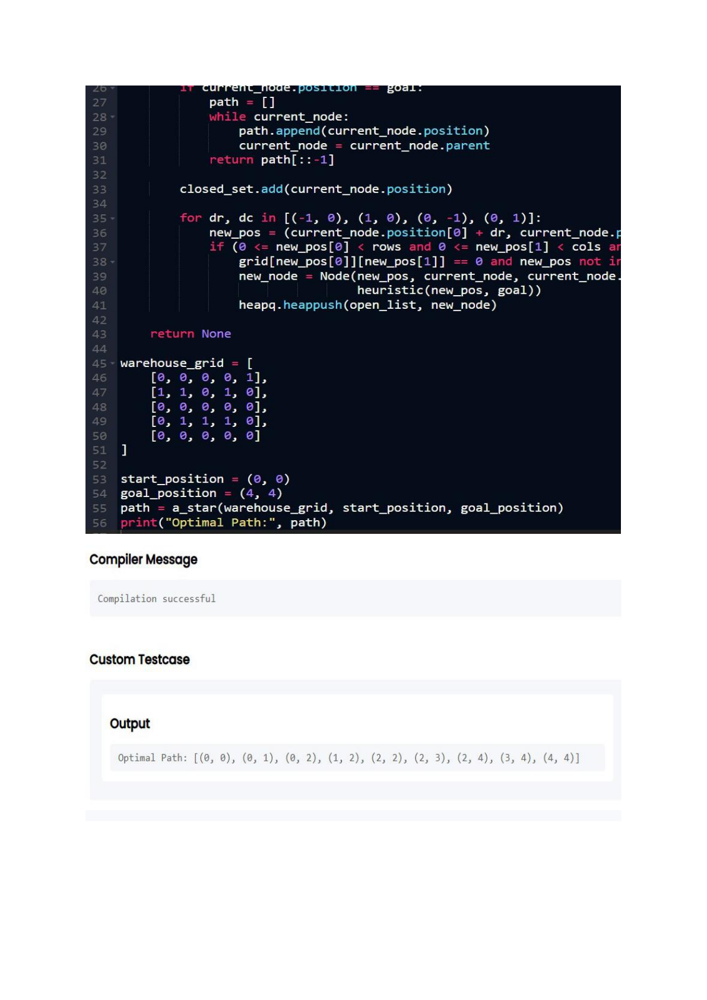 26 if current_node.position == goal:
27 path = []
28 while current_node:
29 path.append(current_node.position)
30 current_node = current_node.parent
31 return path[::-1]
32
33 closed_set.add(current_node.position)
34
35 for dr, dc in [(-1, 0), (1, 0), (0, -1), (0, 1)]:
36 new_pos = (current_node.position[0] + dr, current_node.p
37 if (0 <= new_pos[0] < rows and 0 <= new_pos[1] < cols an
38 grid[new_pos[0]][new_pos[1]] == 0 and new_pos not in
39 new_node = Node(new_pos, current_node, current_node.
40 heuristic(new_pos, goal))
41 heapq.heappush(open_list, new_node)
42
43 return None
44
45 warehouse_grid = [
46 [0, 0, 0, 0, 1],
47 [1, 1, 0, 1, 0],
48 [0, 0, 0, 0, 0],
49 [0, 1, 1, 1, 0],
50 [0, 0, 0, 0, 0]
51 ]
52
53 start_position = (0, 0)
54 goal_position = (4, 4)
55 path = a_star(warehouse_grid, start_position, goal_position)
56 print("Optimal Path:", path)
Compiler Message
Compilation successful
Custom Testcase
Output
Optimal Path: [(0, 0), (0, 1), (0, 2), (1, 2), (2, 2), (2, 3), (2, 4), (3, 4), (4, 4)]